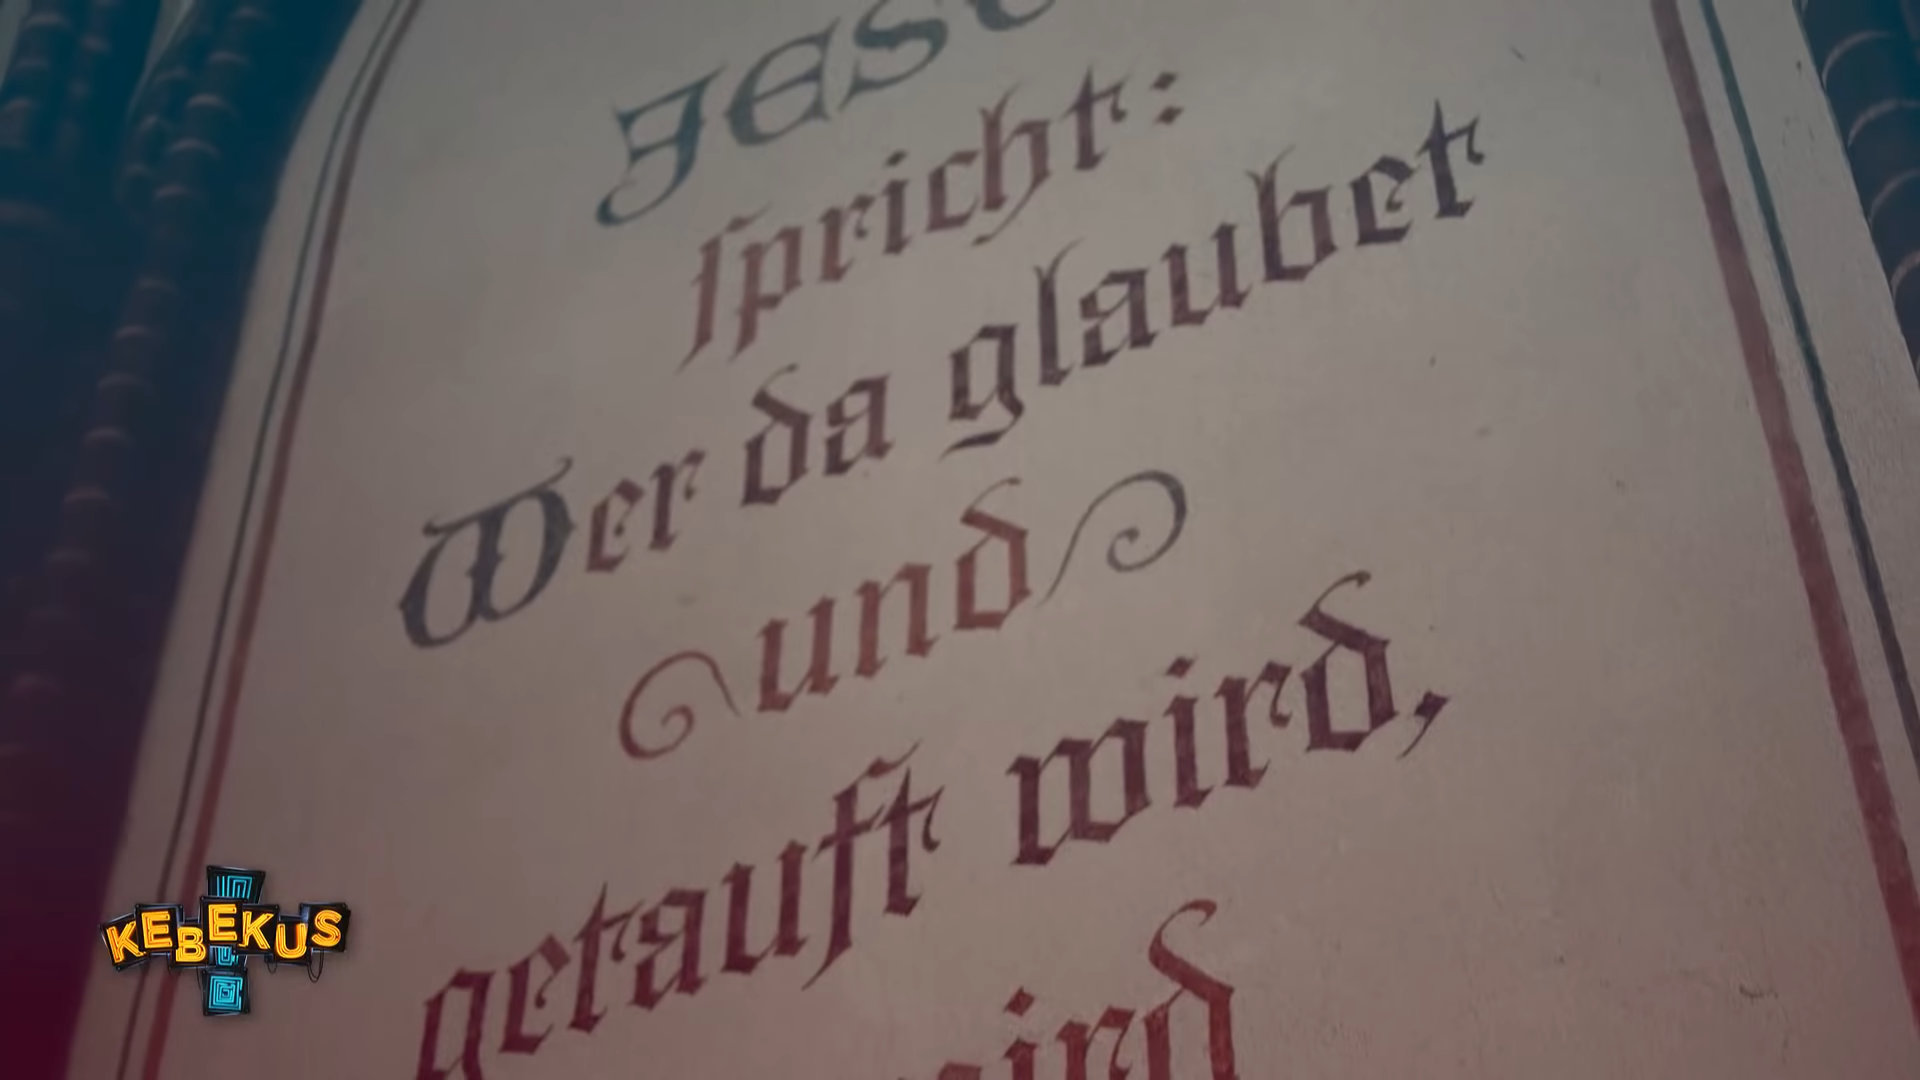 ſpricht:
Wer da glaubet
und
getauft wird,
KEBEKUS